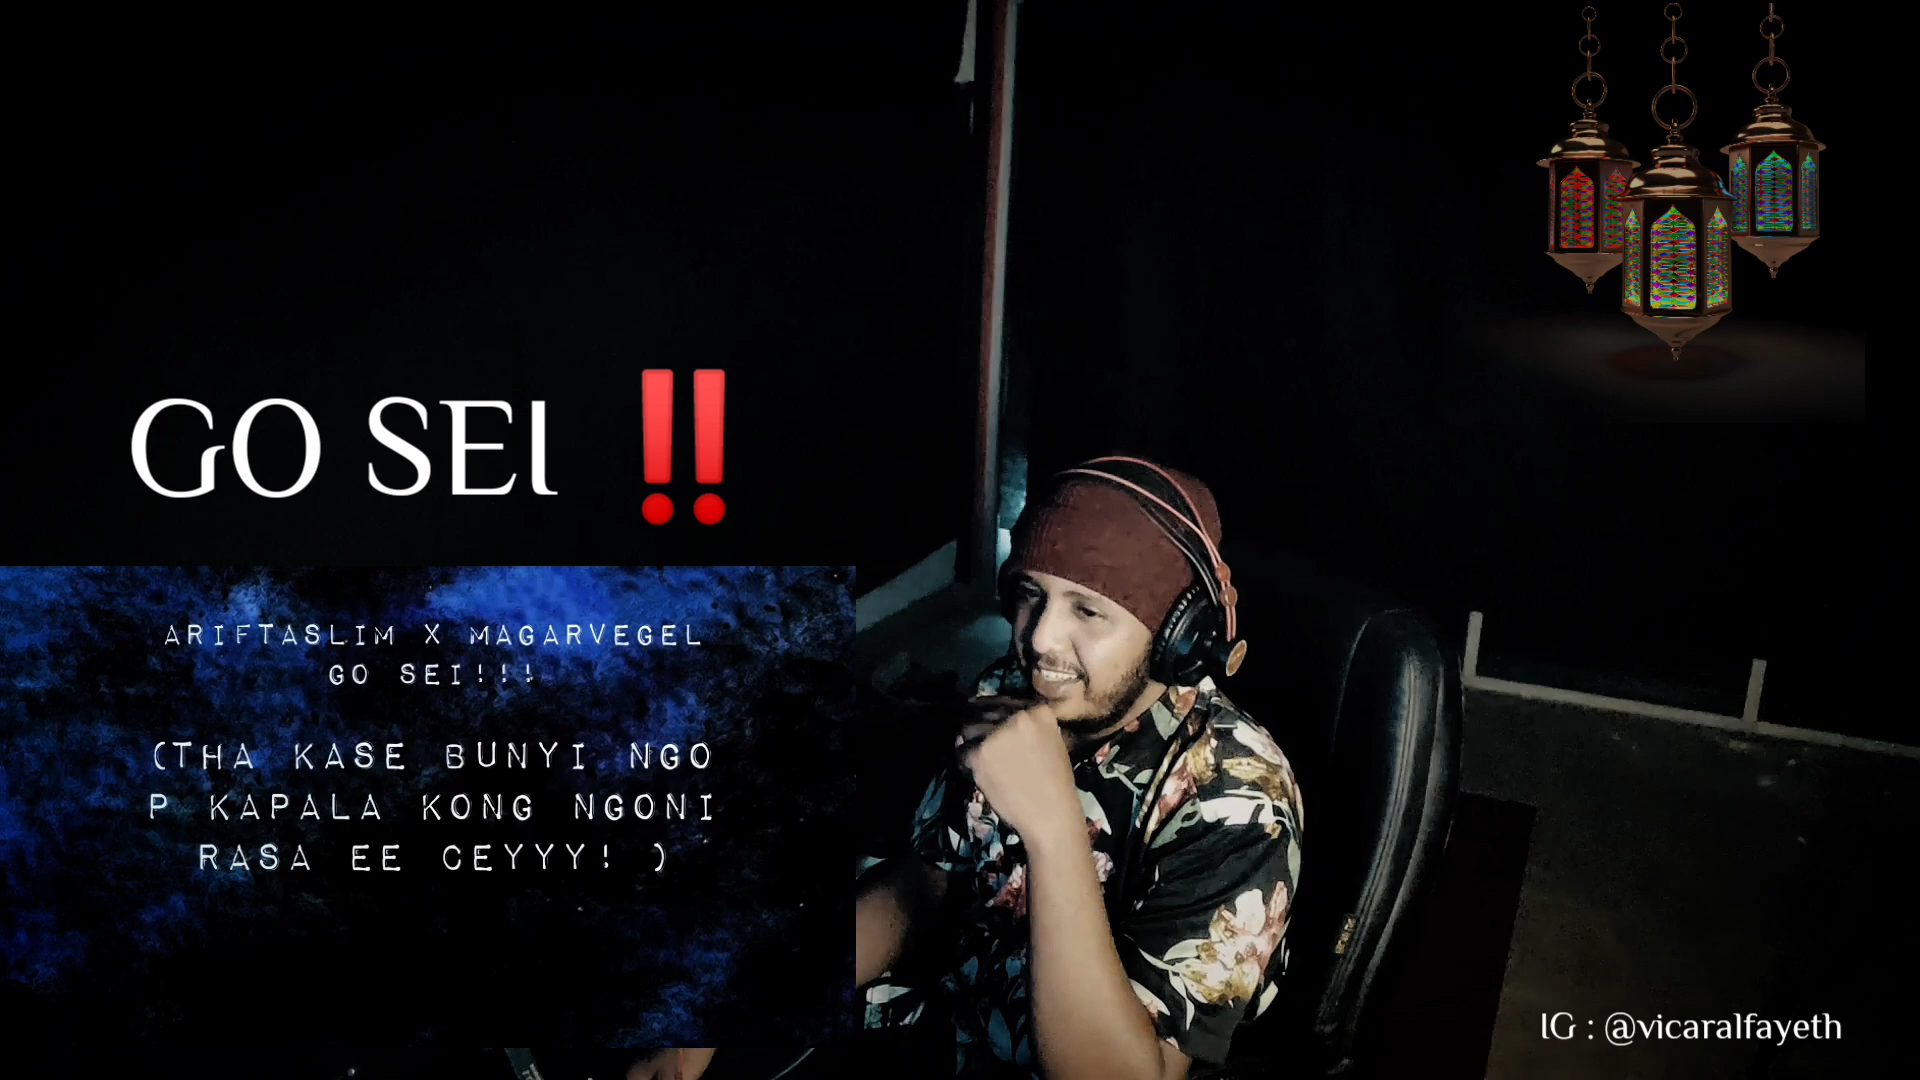 GO SEI ‼
ARIFTASLIM X MAGARVEGEL
GO SEI!!!
(THA KASE BUNYI NGO
P KAPALA KONG NGONI
RASA EE CEYYY! )
IG : @vicaralfayeth